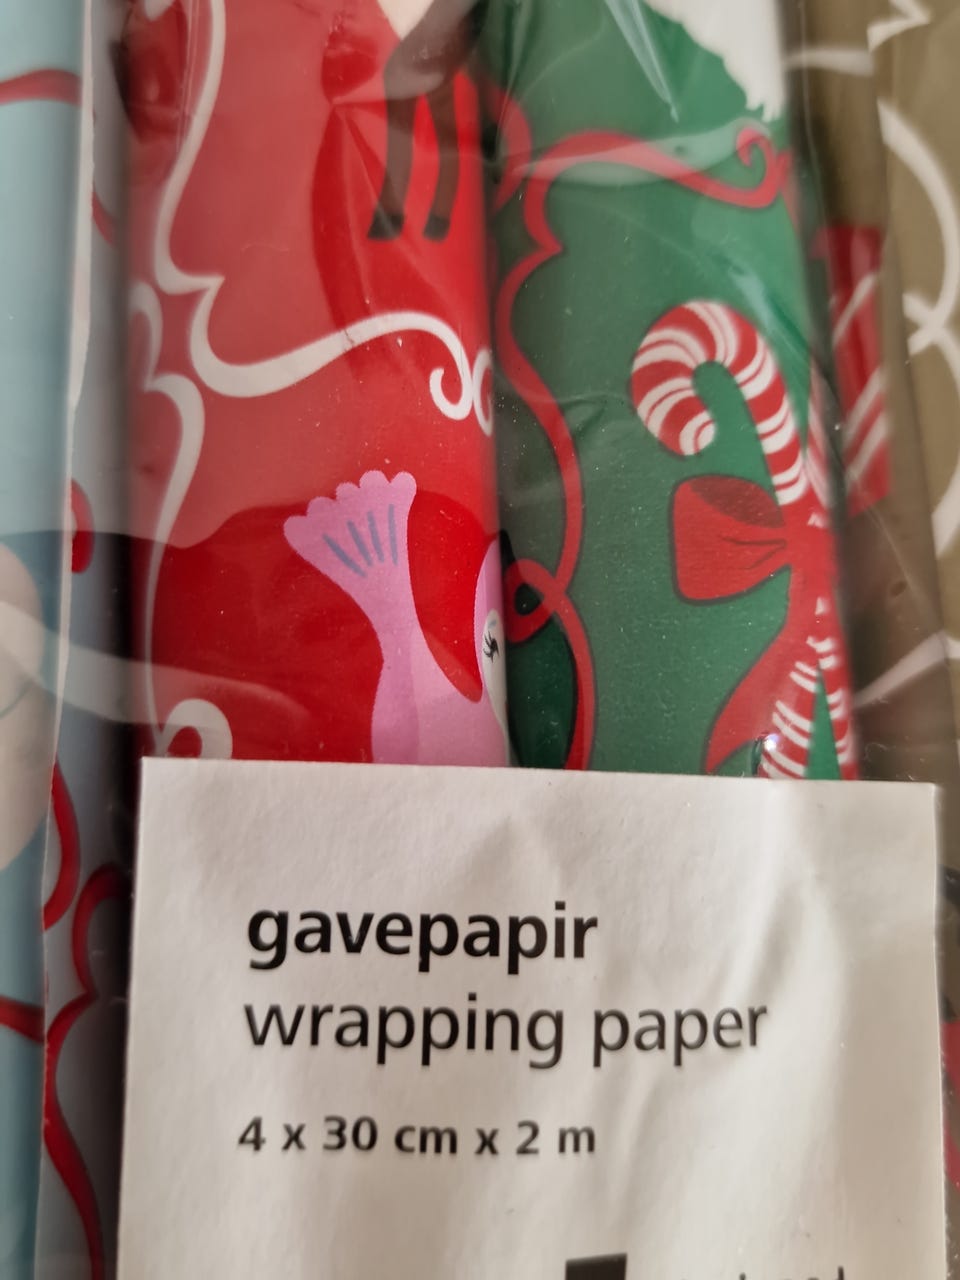 gavepapir
wrapping paper
4 x 30 cm x 2 m